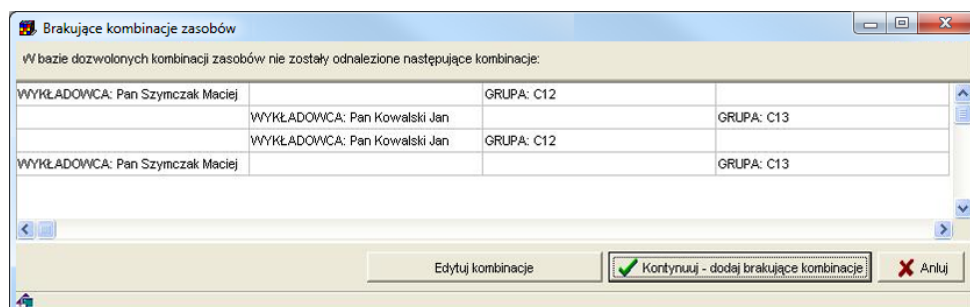 Brakujące kombinacje zasobów
W bazie dozwolonych kombinacji zasobów nie zostały odnalezione następujące kombinacje:
WYKŁADOWCA: Pan Szymczak Maciej GRUPA: C12
WYKŁADOWCA: Pan Kowalski Jan GRUPA: C13
WYKŁADOWCA: Pan Kowalski Jan GRUPA: C12
WYKŁADOWCA: Pan Szymczak Maciej GRUPA: C13
Edytuj kombinacje Kontynuuj - dodaj brakujące kombinacje Anluj